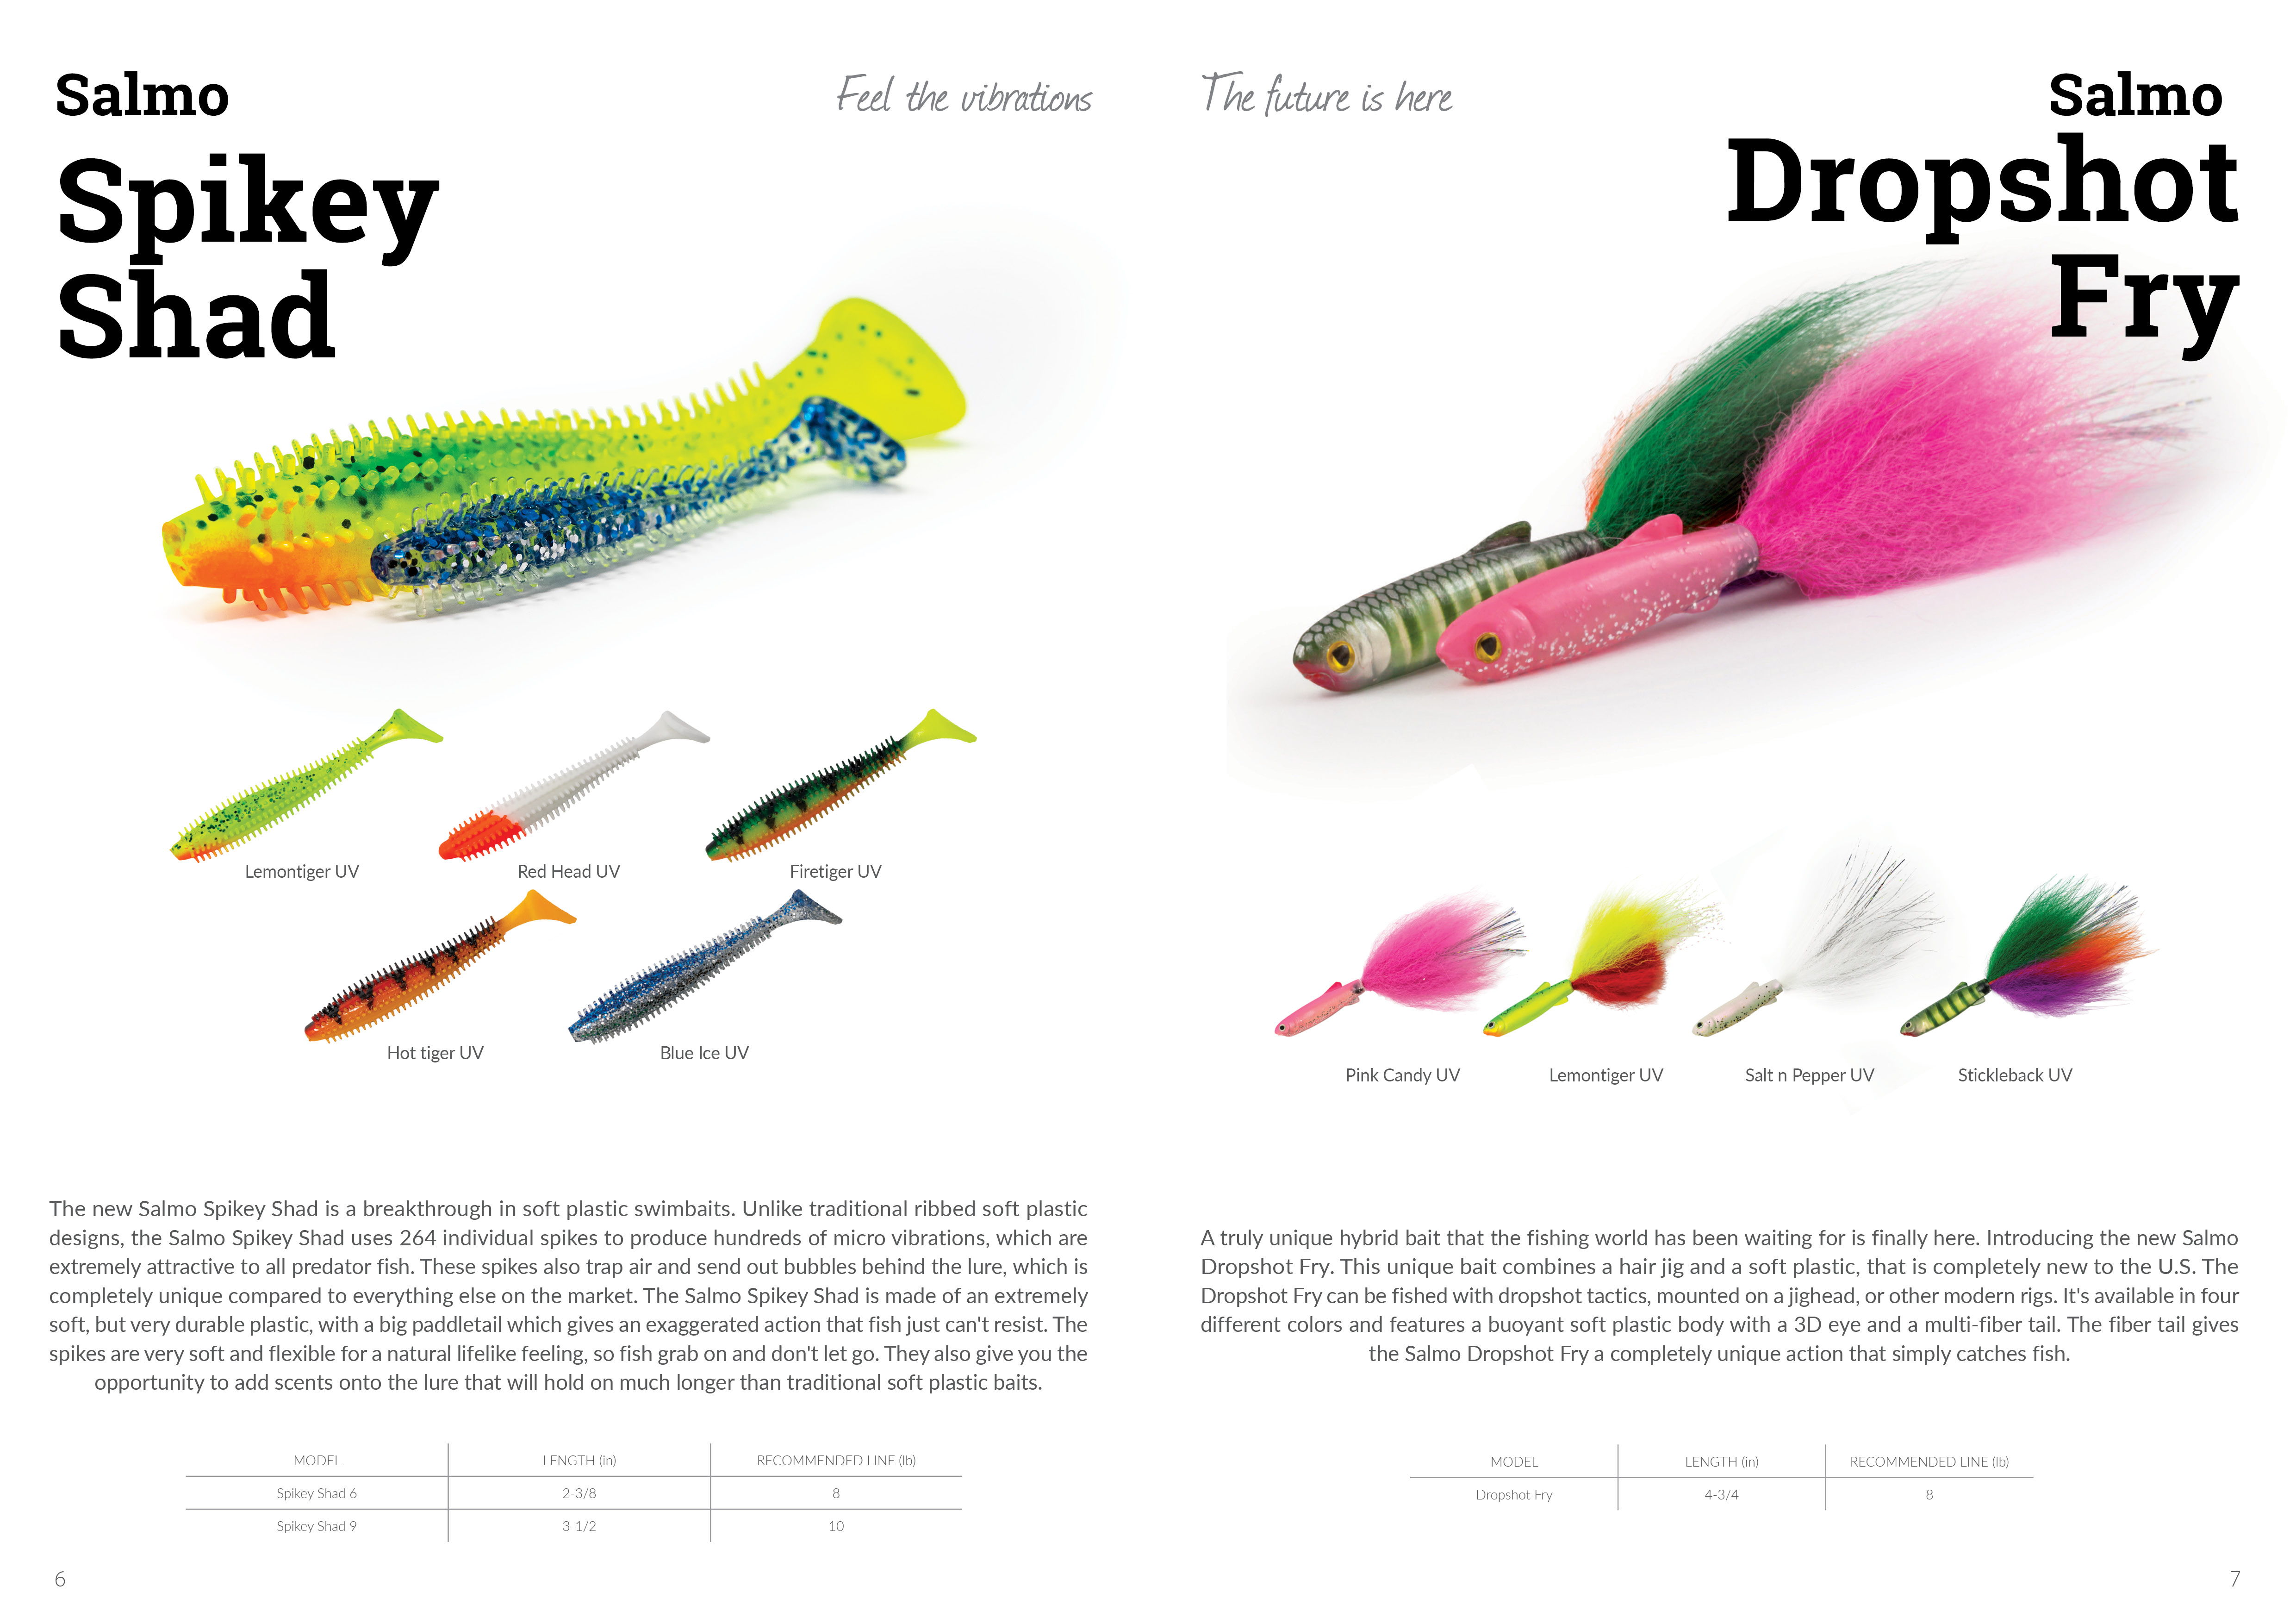 Salmo
Spikey
Shad
Feel the vibrations
Lemontiger UV
Red Head UV
Firetiger UV
Hot tiger UV
Blue Ice UV
The new Salmo Spikey Shad is a breakthrough in soft plastic swimbaits. Unlike traditional ribbed soft plastic
designs, the Salmo Spikey Shad uses 264 individual spikes to produce hundreds of micro vibrations, which are
extremely attractive to all predator fish. These spikes also trap air and send out bubbles behind the lure, which is
completely unique compared to everything else on the market. The Salmo Spikey Shad is made of an extremely
soft, but very durable plastic, with a big paddletail which gives an exaggerated action that fish just can't resist. The
spikes are very soft and flexible for a natural lifelike feeling, so fish grab on and don't let go. They also give you the
opportunity to add scents onto the lure that will hold on much longer than traditional soft plastic baits.
MODEL LENGTH (in) RECOMMENDED LINE (lb)
Spikey Shad 6 2-3/8 8
Spikey Shad 9 3-1/2 10
6
The future is here
Salmo
Dropshot
Fry
Pink Candy UV
Lemontiger UV
Salt n Pepper UV
Stickleback UV
A truly unique hybrid bait that the fishing world has been waiting for is finally here. Introducing the new Salmo
Dropshot Fry. This unique bait combines a hair jig and a soft plastic, that is completely new to the U.S. The
Dropshot Fry can be fished with dropshot tactics, mounted on a jighead, or other modern rigs. It's available in four
different colors and features a buoyant soft plastic body with a 3D eye and a multi-fiber tail. The fiber tail gives
the Salmo Dropshot Fry a completely unique action that simply catches fish.
MODEL LENGTH (in) RECOMMENDED LINE (lb)
Dropshot Fry 4-3/4 8
7